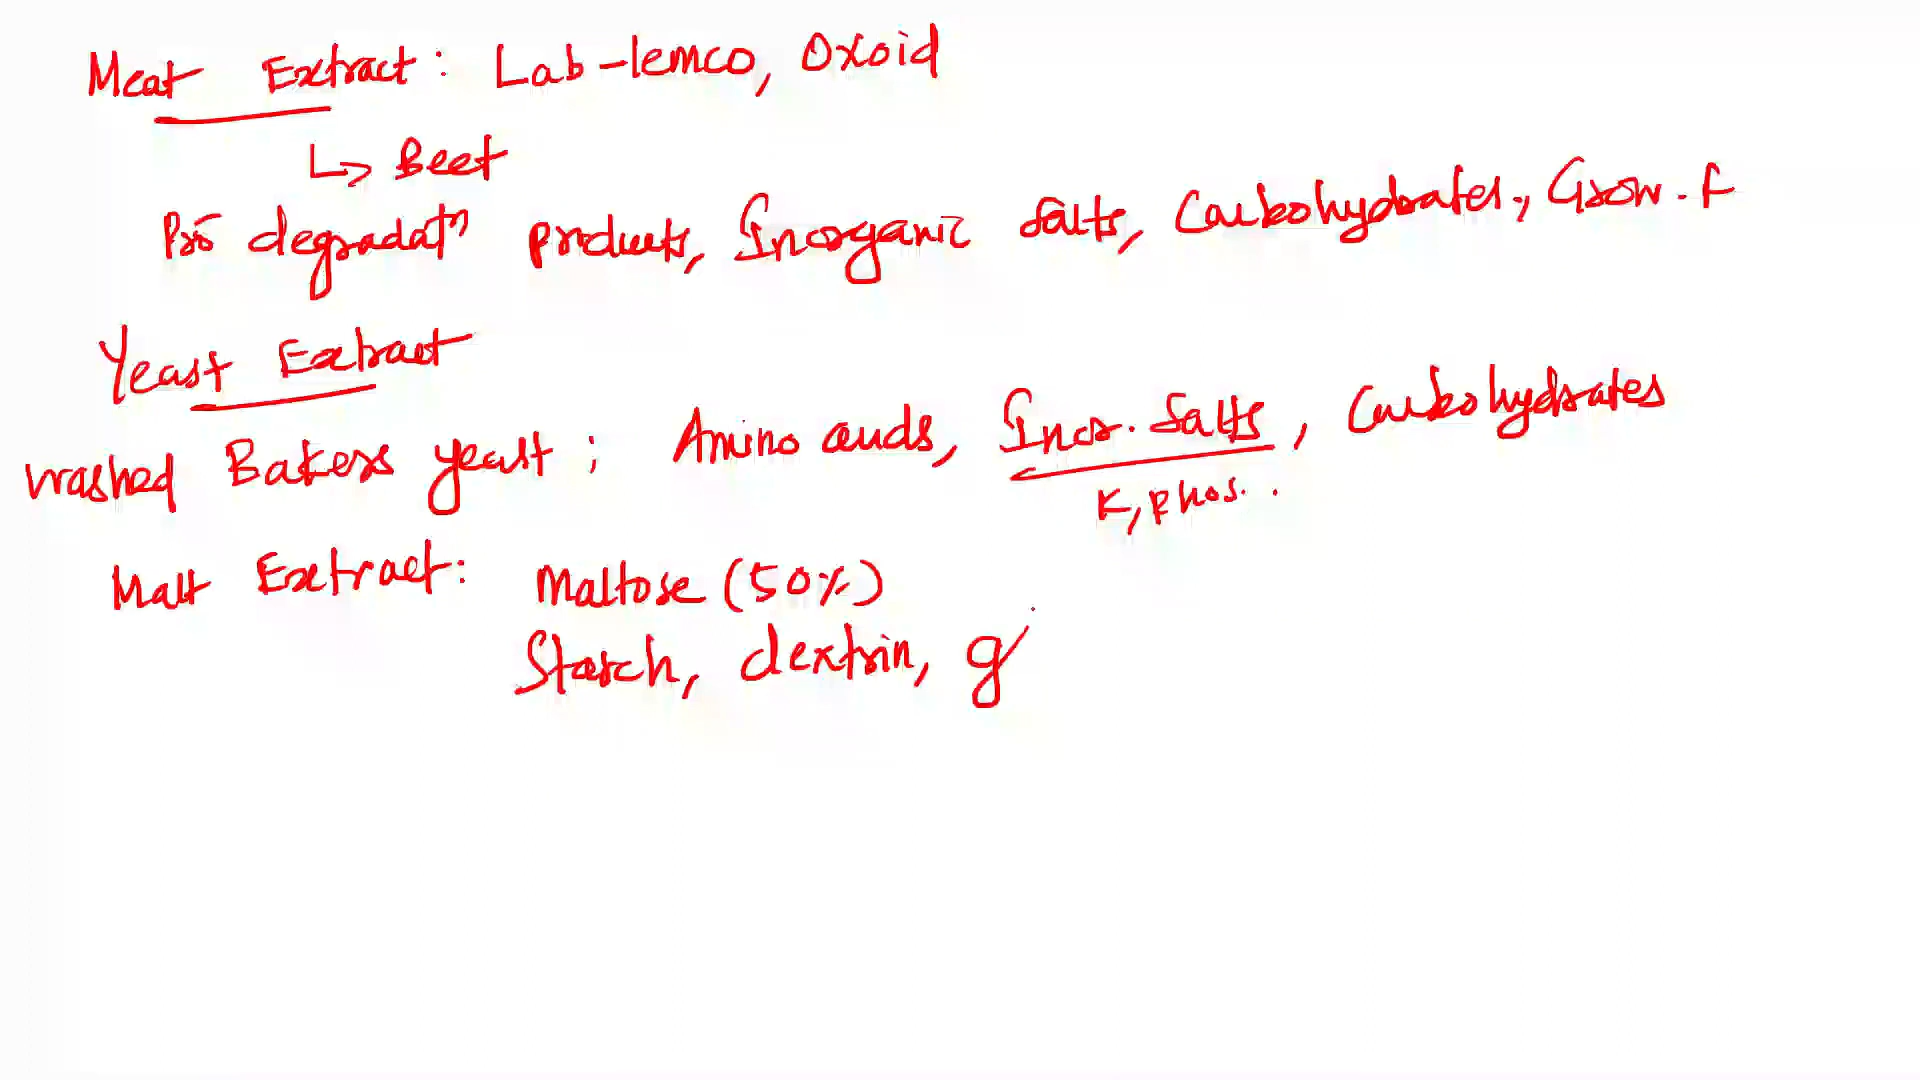 Meat Extract: Lab-lemco, Oxoid
↳ Beef
Pro degradatⁿ products, Inorganic salts, Carbohydrates, Grow. F
Yeast Extract
washed Bakers yeast; Amino acids, Inor. Salts, Carbohydrates
K, Phos..
Malt Extract: Maltose (50%)
Starch, dextrin, g